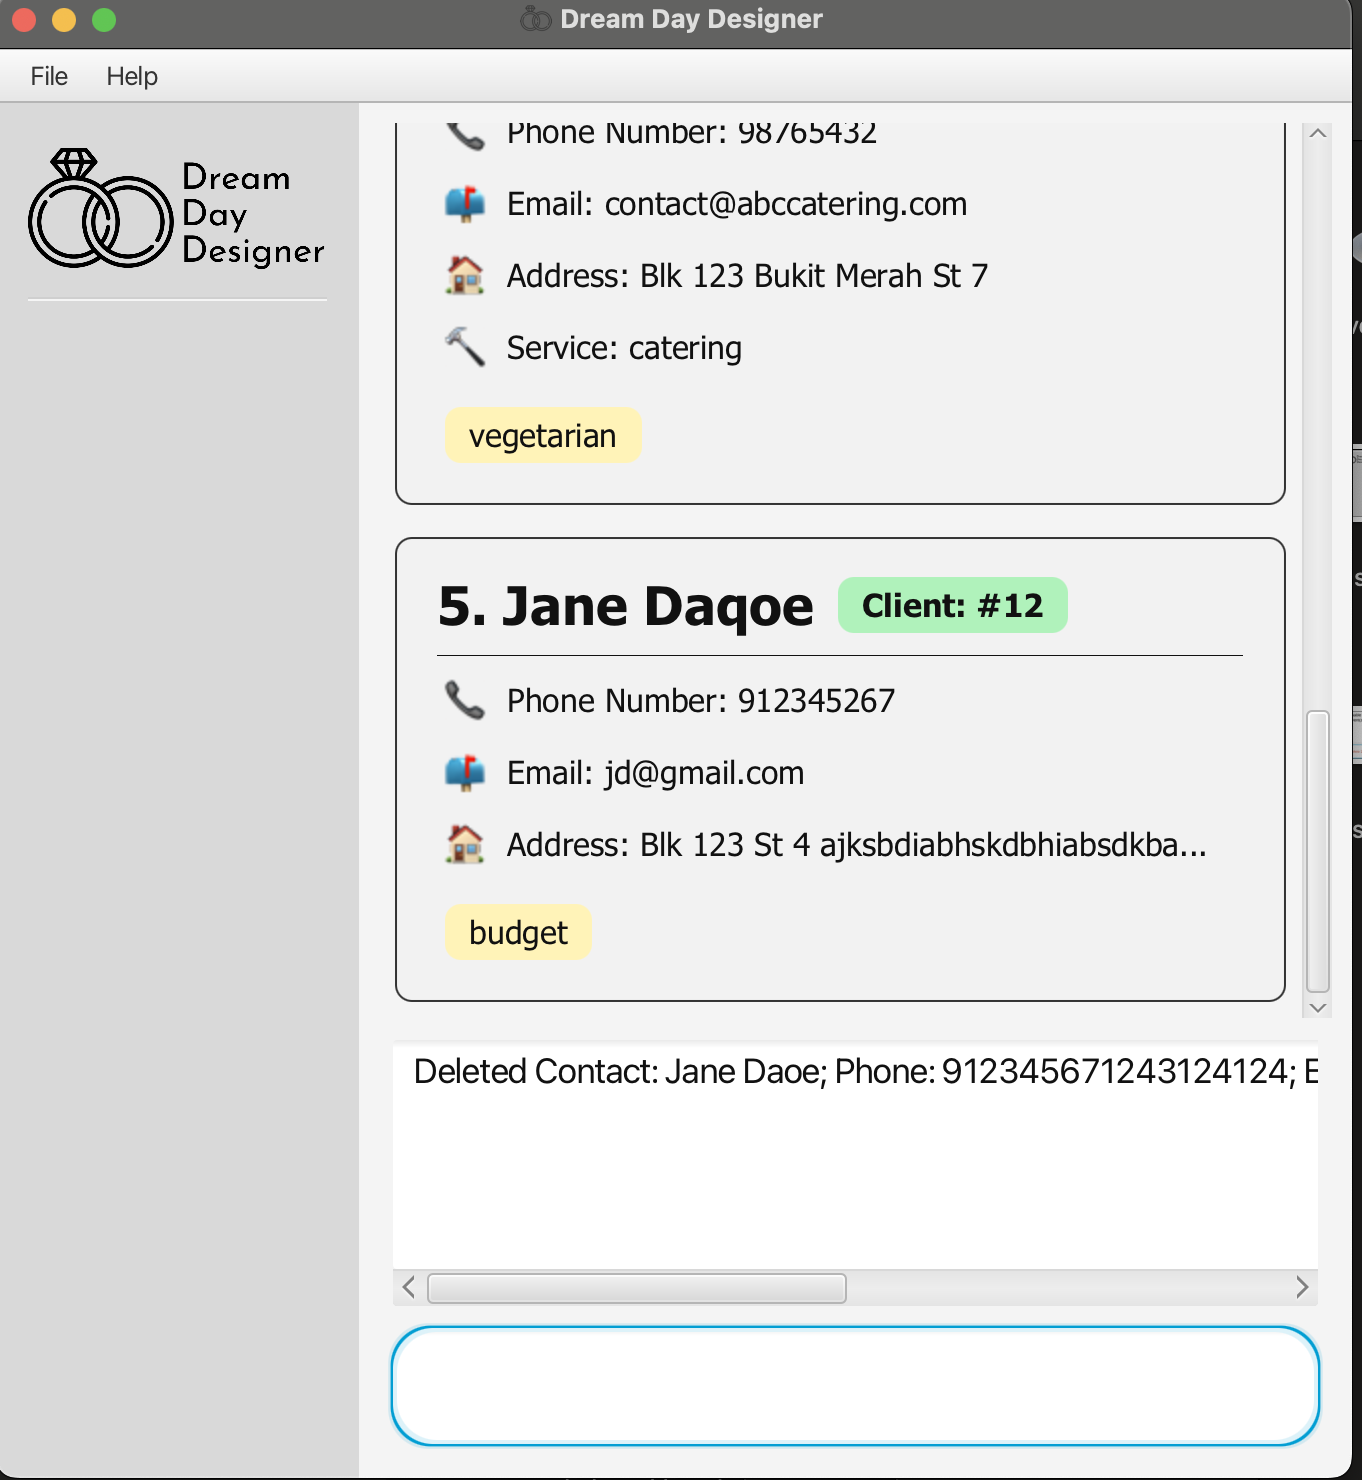 Dream Day Designer
File Help
Dream
Day
Designer
Phone Number: 98765432
Email: contact@abccatering.com
Address: Blk 123 Bukit Merah St 7
Service: catering
vegetarian
5. Jane Daqoe Client: #12
Phone Number: 912345267
Email: jd@gmail.com
Address: Blk 123 St 4 ajksbdiabhskdbhiabsdkba...
budget
Deleted Contact: Jane Daoe; Phone: 912345671243124124; E